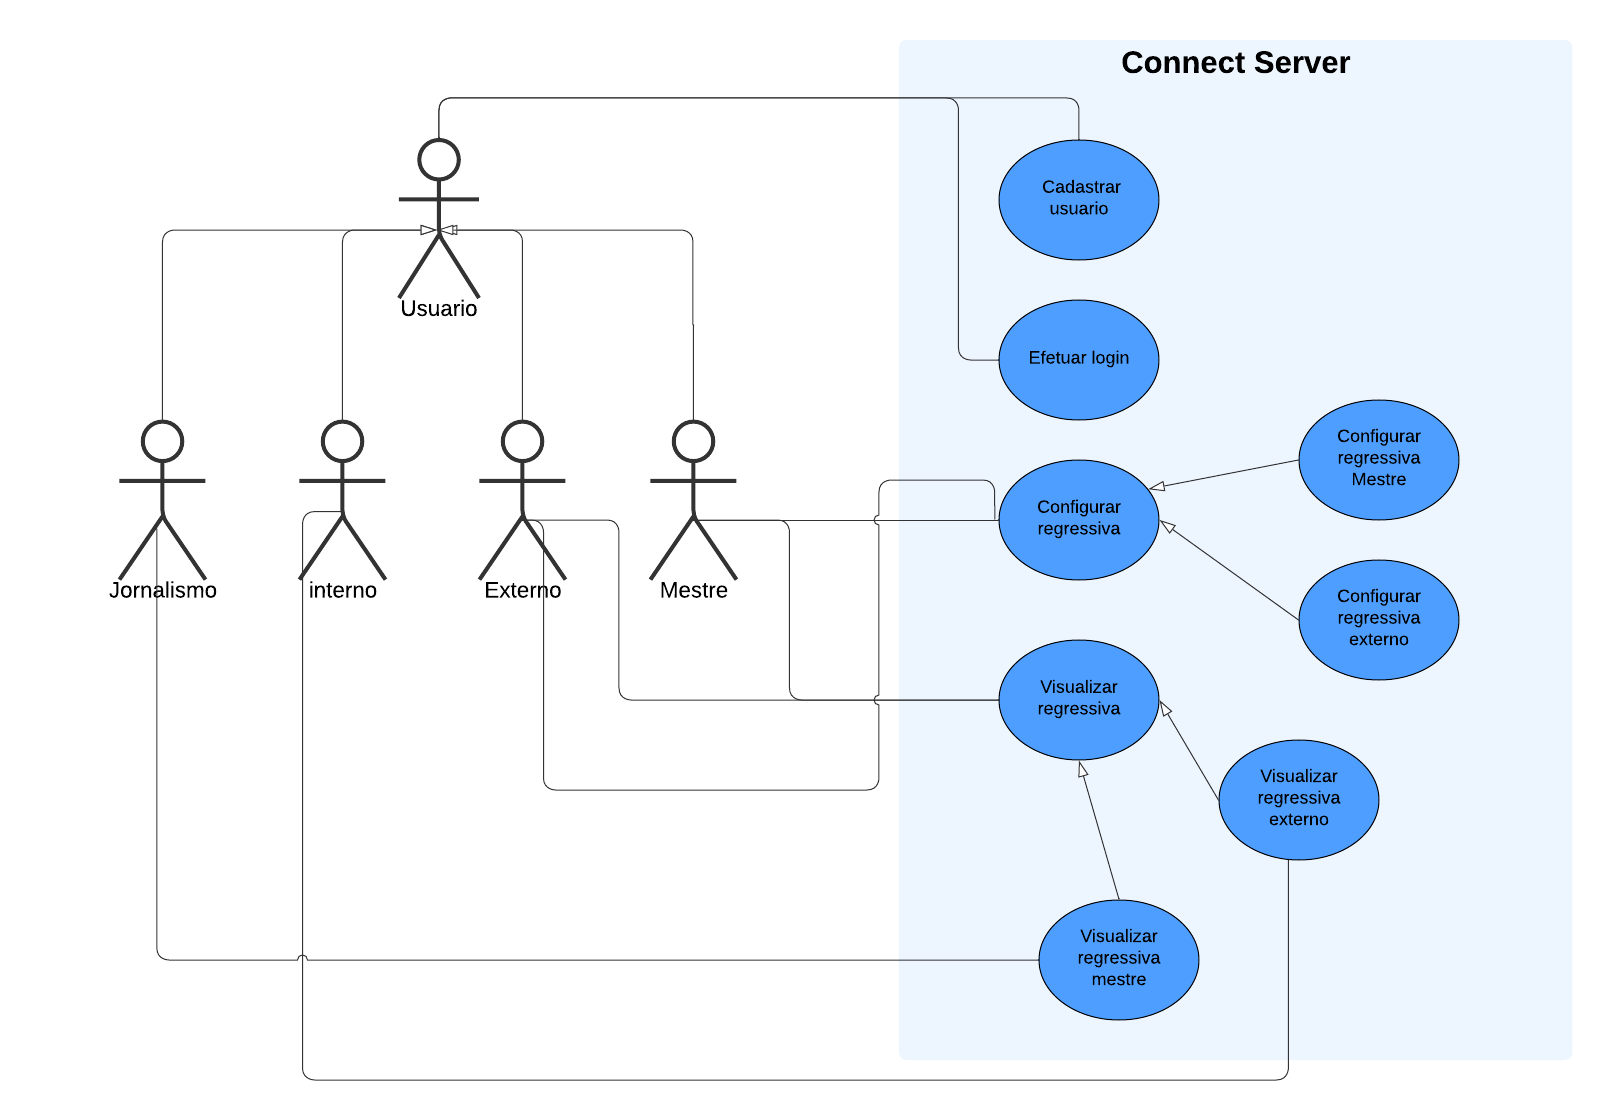 Connect Server
Cadastrar
usuario
Usuario
Efetuar login
Configurar
regressiva
Mestre
Configurar
regressiva
Jornalismo
interno
Externo
Mestre
Configurar
regressiva
externo
Visualizar
regressiva
Visualizar
regressiva
externo
Visualizar
regressiva
mestre